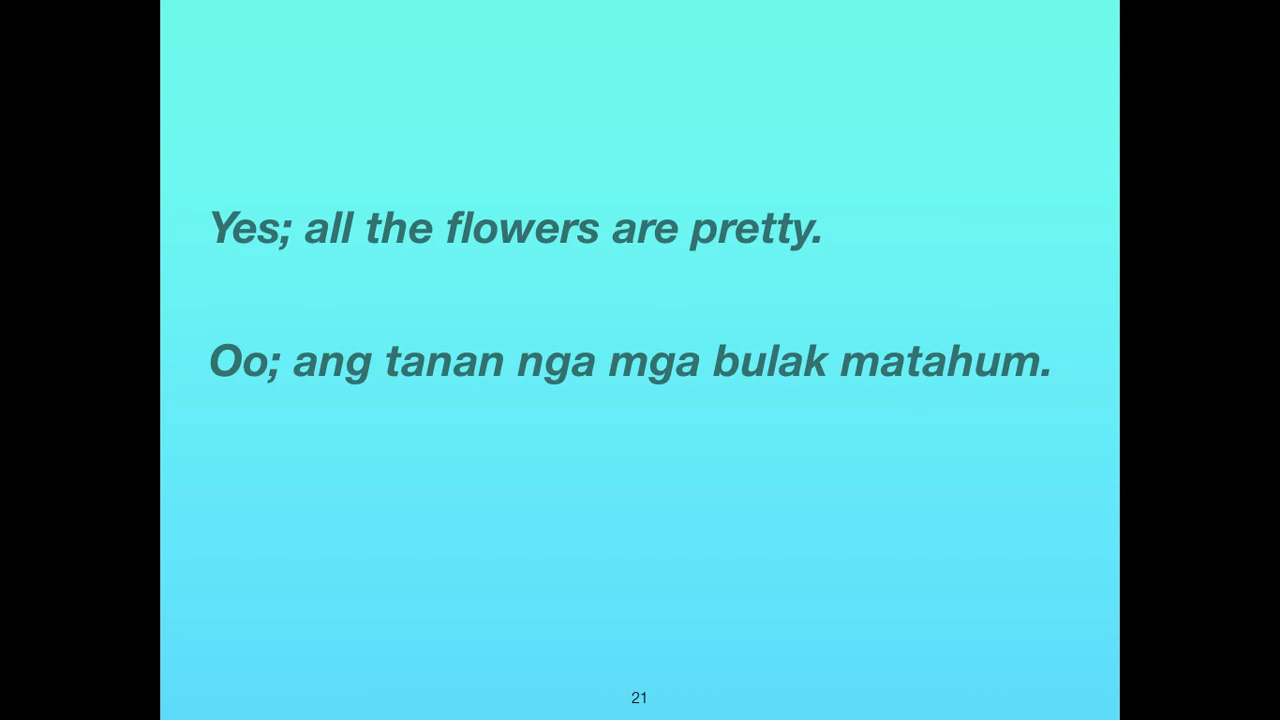 Yes; all the flowers are pretty.
Oo; ang tanan nga mga bulak matahum.
21